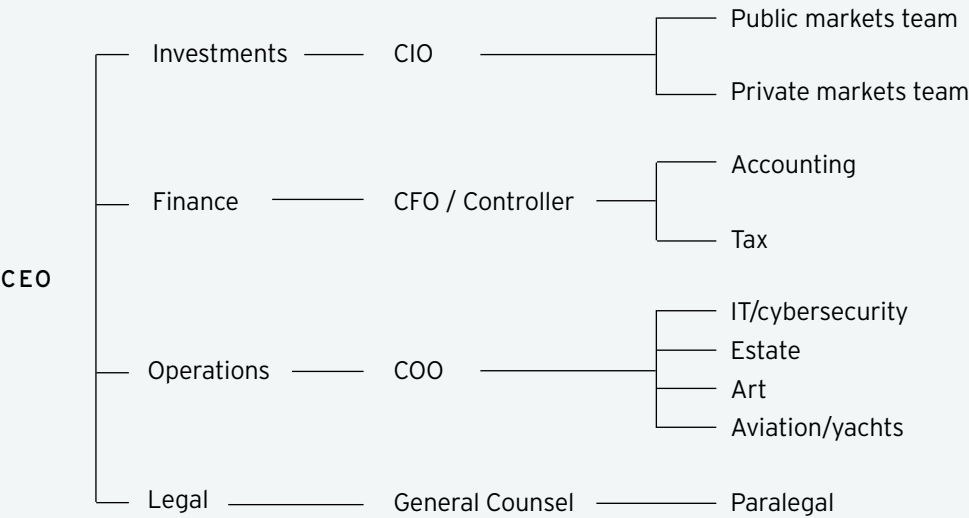 Public markets team
Investments CIO
Private markets team
Accounting
Finance CFO / Controller
Tax
CEO
IT/cybersecurity
Estate
Operations COO
Art
Aviation/yachts
Legal General Counsel Paralegal